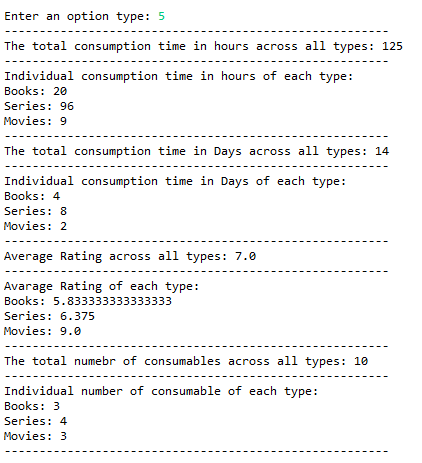 Enter an option type: 5
-------------------------------------------------------
The total consumption time in hours across all types: 125
-------------------------------------------------------
Individual consumption time in hours of each type:
Books: 20
Series: 96
Movies: 9
-------------------------------------------------------
The total consumption time in Days across all types: 14
-------------------------------------------------------
Individual consumption time in Days of each type:
Books: 4
Series: 8
Movies: 2
-------------------------------------------------------
Average Rating across all types: 7.0
-------------------------------------------------------
Avarage Rating of each type:
Books: 5.833333333333333
Series: 6.375
Movies: 9.0
-------------------------------------------------------
The total numebr of consumables across all types: 10
-------------------------------------------------------
Individual number of consumable of each type:
Books: 3
Series: 4
Movies: 3
-------------------------------------------------------